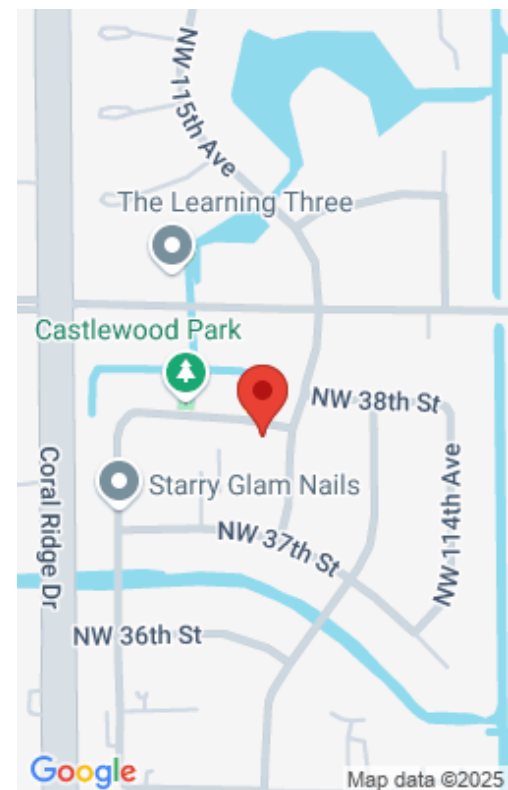 NW 115th Ave
The Learning Three
Castlewood Park
NW 38th St
Coral Ridge Dr
Starry Glam Nails
NW 114th Ave
NW 37th St
NW 36th St
Google
Map data ©2025